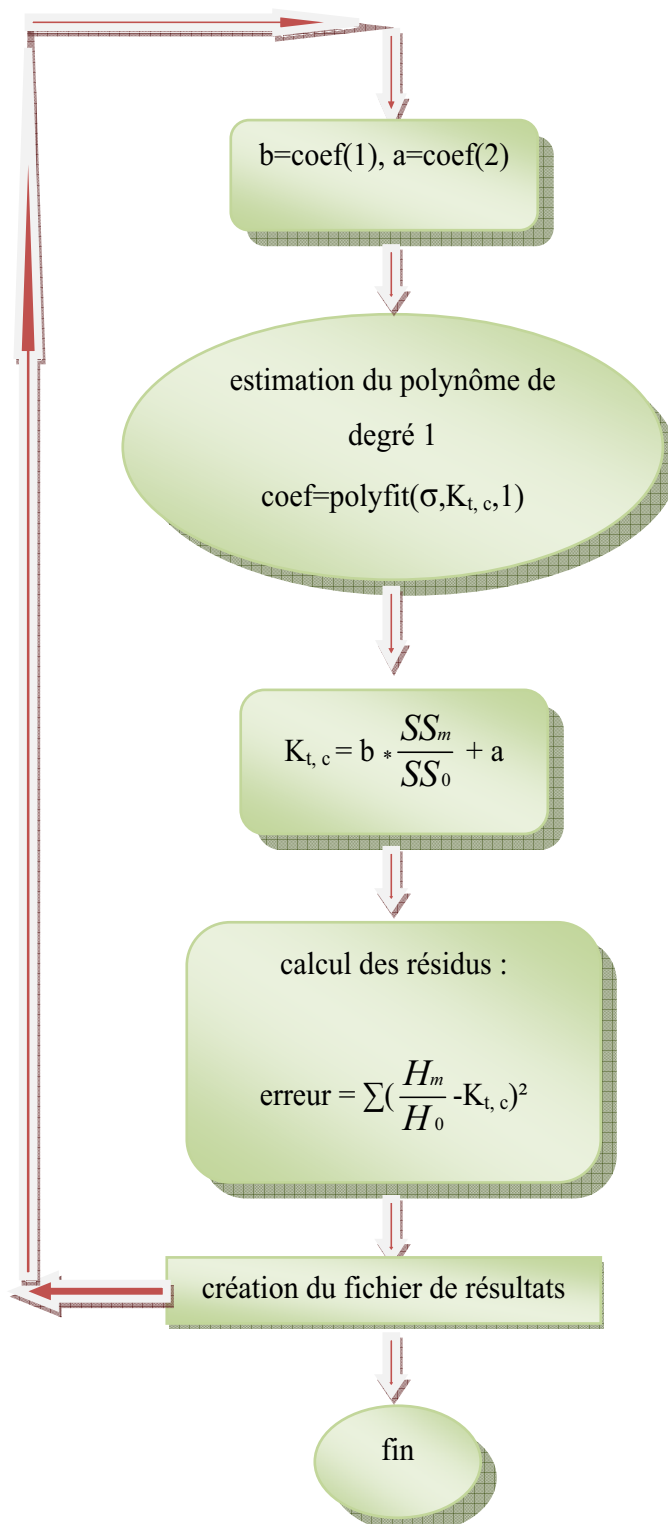 b=coef(1), a=coef(2)
estimation du polynôme de
degré 1
coef=polyfit(σ,Kt, c,1)
Kt, c = b * SSm/SS0 + a
calcul des résidus :
erreur = ∑(Hm/H0 -Kt, c)²
création du fichier de résultats
fin